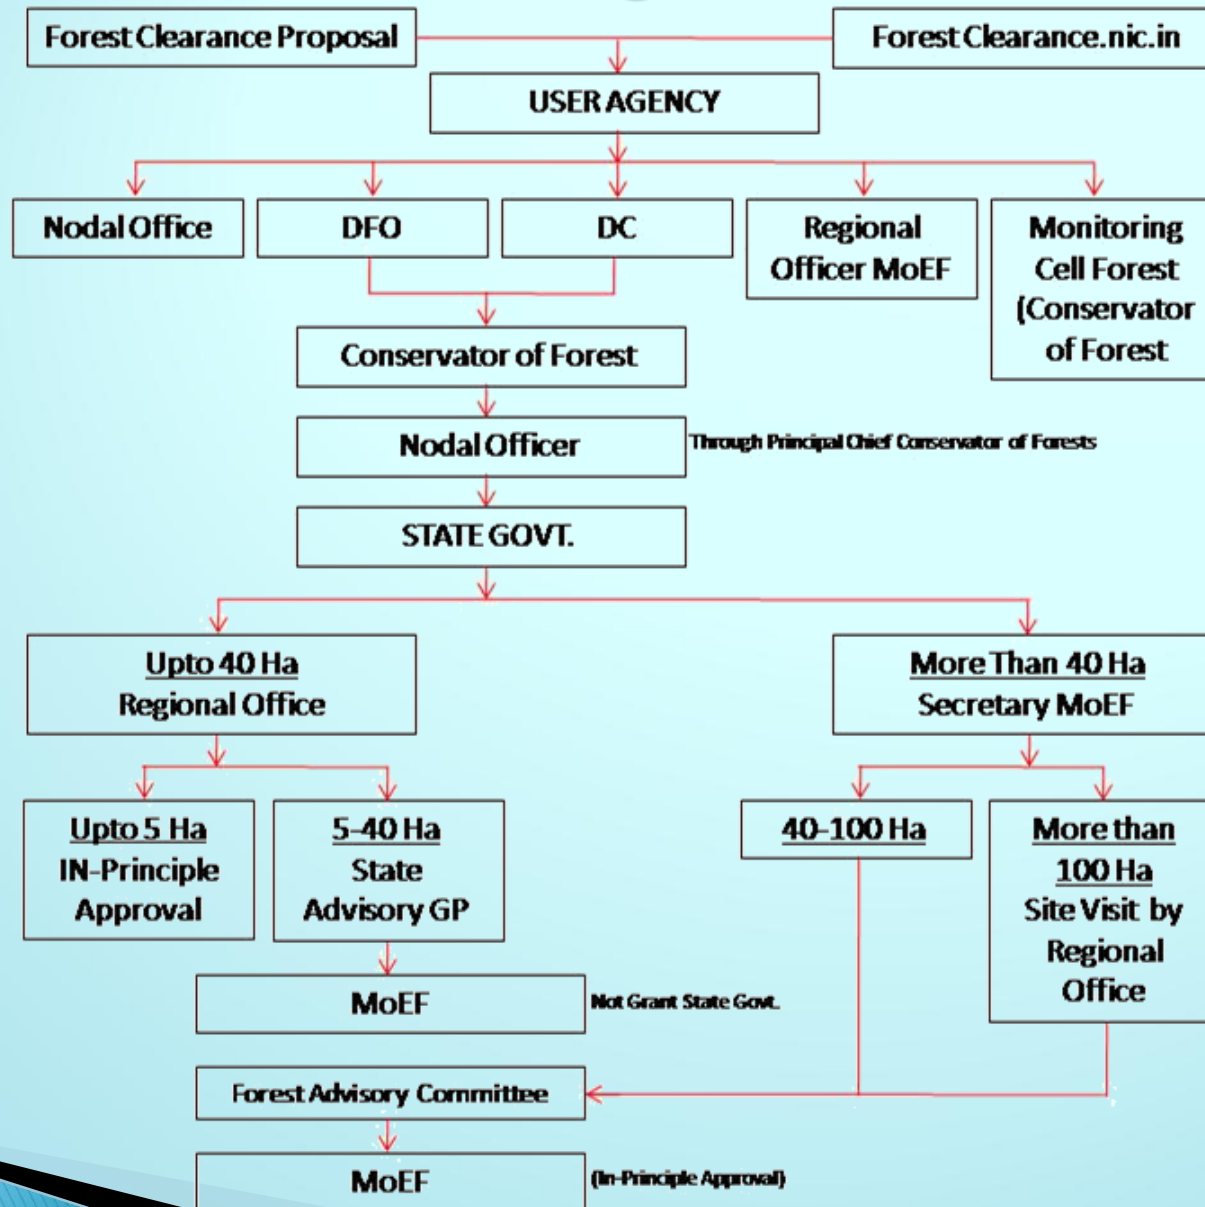 Forest Clearance Proposal
Forest Clearance.nic.in
USER AGENCY
Nodal Office
DFO
DC
Regional
Officer MoEF
Monitoring
Cell Forest
(Conservator
of Forest
Conservator of Forest
Nodal Officer
Through Principal Chief Conservator of Forests
STATE GOVT.
Upto 40 Ha
Regional Office
More Than 40 Ha
Secretary MoEF
Upto 5 Ha
IN-Principle
Approval
5-40 Ha
State
Advisory GP
40-100 Ha
More than
100 Ha
Site Visit by
Regional
Office
MoEF
Not Grant State Govt.
Forest Advisory Committee
MoEF
(In-Principle Approval)